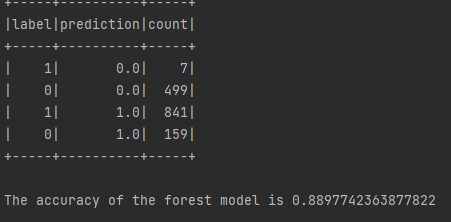 +-----+----------+-----+
|label|prediction|count|
+-----+----------+-----+
|    1|       0.0|    7|
|    0|       0.0|  499|
|    1|       1.0|  841|
|    0|       1.0|  159|
+-----+----------+-----+
The accuracy of the forest model is 0.8897742363877822